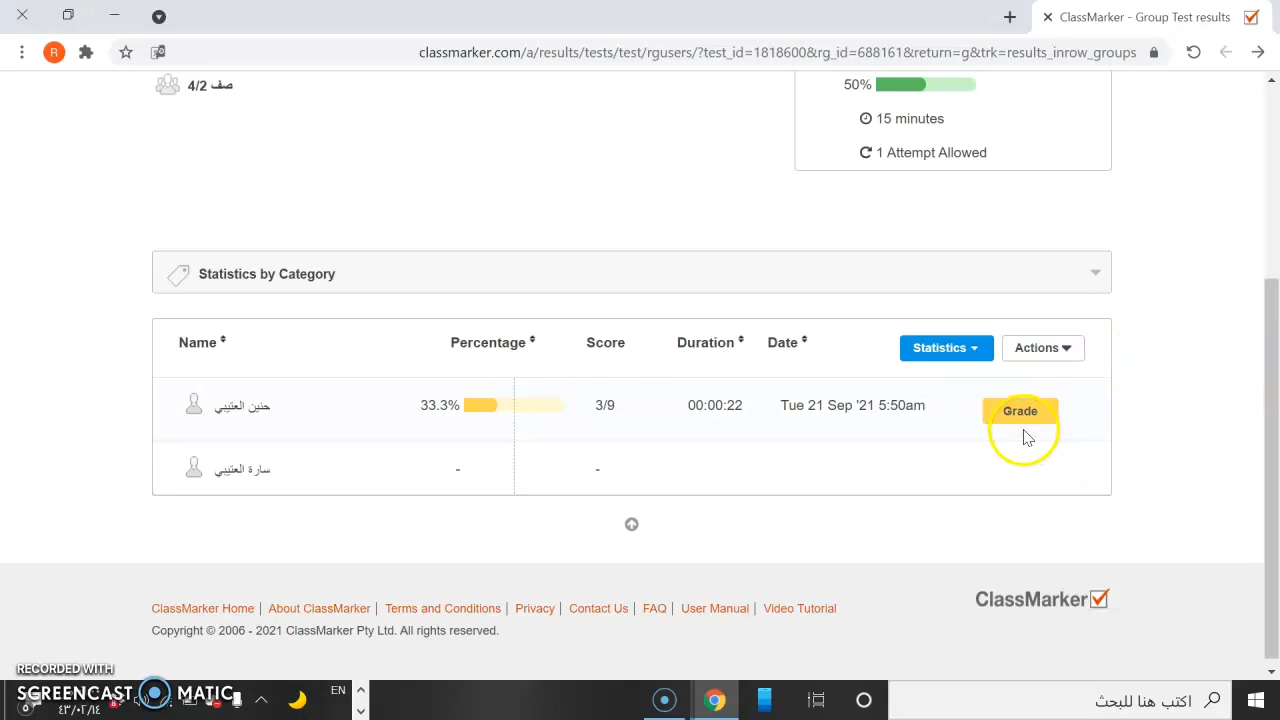 ClassMarker - Group Test results
R
classmarker.com/a/results/tests/test/rgusers/?test_id=1818600&rg_id=688161&return=g&trk=results_inrow_groups
صف 4/2
50%
15 minutes
1 Attempt Allowed
Statistics by Category
Name Percentage Score Duration Date Statistics Actions
حنين العتيبي 33.3% 3/9 00:00:22 Tue 21 Sep '21 5:50am Grade
سارة العتيبي - -
ClassMarker Home | About ClassMarker | Terms and Conditions | Privacy | Contact Us | FAQ | User Manual | Video Tutorial
ClassMarker
Copyright © 2006 - 2021 ClassMarker Pty Ltd. All rights reserved.
RECORDED WITH
SCREENCAST MATIC
EN
٤٣/٠٢/١٤
اكتب هنا للبحث